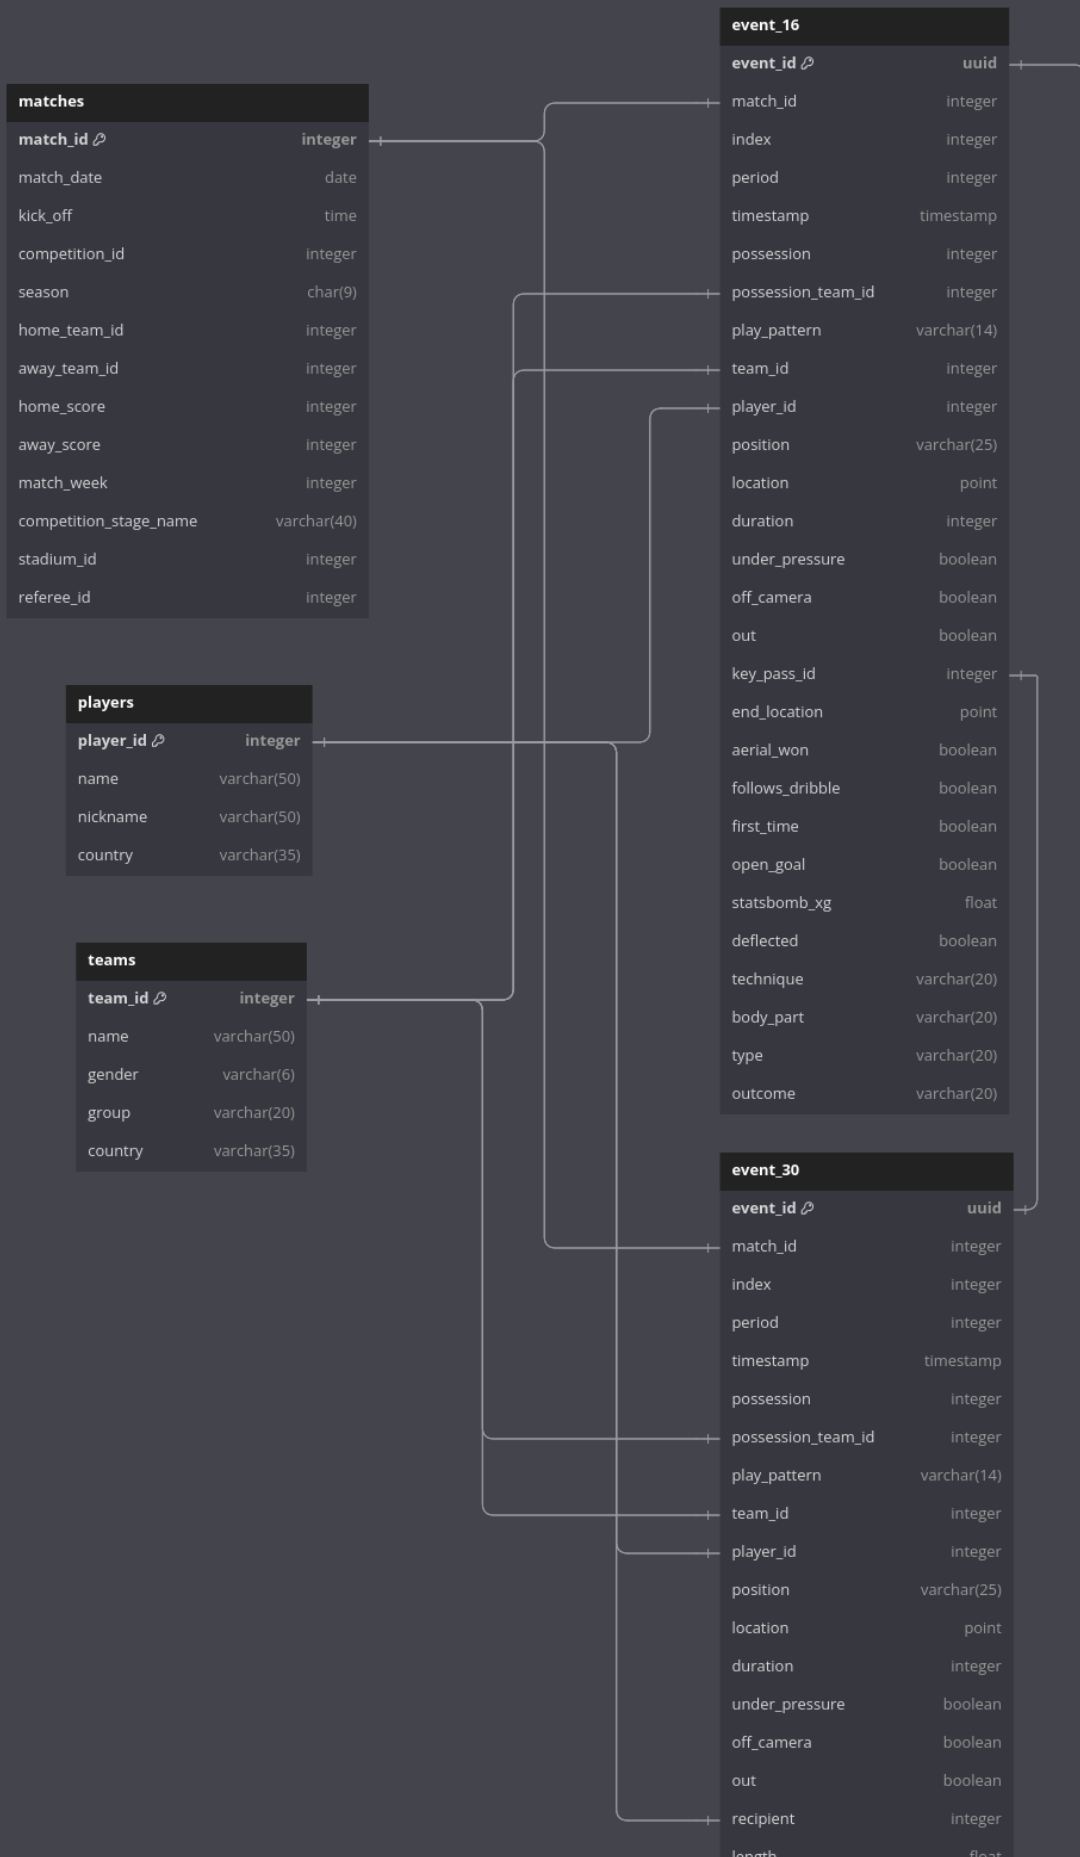 matches
match_id integer
match_date date
kick_off time
competition_id integer
season char(9)
home_team_id integer
away_team_id integer
home_score integer
away_score integer
match_week integer
competition_stage_name varchar(40)
stadium_id integer
referee_id integer
players
player_id integer
name varchar(50)
nickname varchar(50)
country varchar(35)
teams
team_id integer
name varchar(50)
gender varchar(6)
group varchar(20)
country varchar(35)
event_16
event_id uuid
match_id integer
index integer
period integer
timestamp timestamp
possession integer
possession_team_id integer
play_pattern varchar(14)
team_id integer
player_id integer
position varchar(25)
location point
duration integer
under_pressure boolean
off_camera boolean
out boolean
key_pass_id integer
end_location point
aerial_won boolean
follows_dribble boolean
first_time boolean
open_goal boolean
statsbomb_xg float
deflected boolean
technique varchar(20)
body_part varchar(20)
type varchar(20)
outcome varchar(20)
event_30
event_id uuid
match_id integer
index integer
period integer
timestamp timestamp
possession integer
possession_team_id integer
play_pattern varchar(14)
team_id integer
player_id integer
position varchar(25)
location point
duration integer
under_pressure boolean
off_camera boolean
out boolean
recipient integer
length float